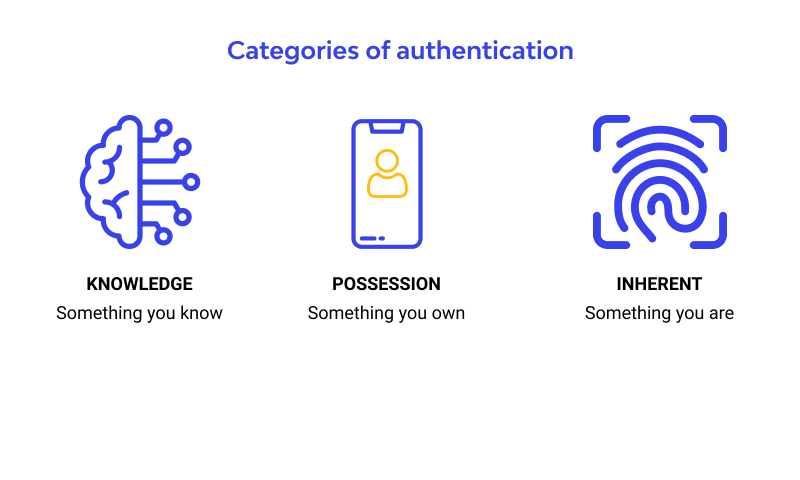 Categories of authentication
KNOWLEDGE
Something you know
POSSESSION
Something you own
INHERENT
Something you are